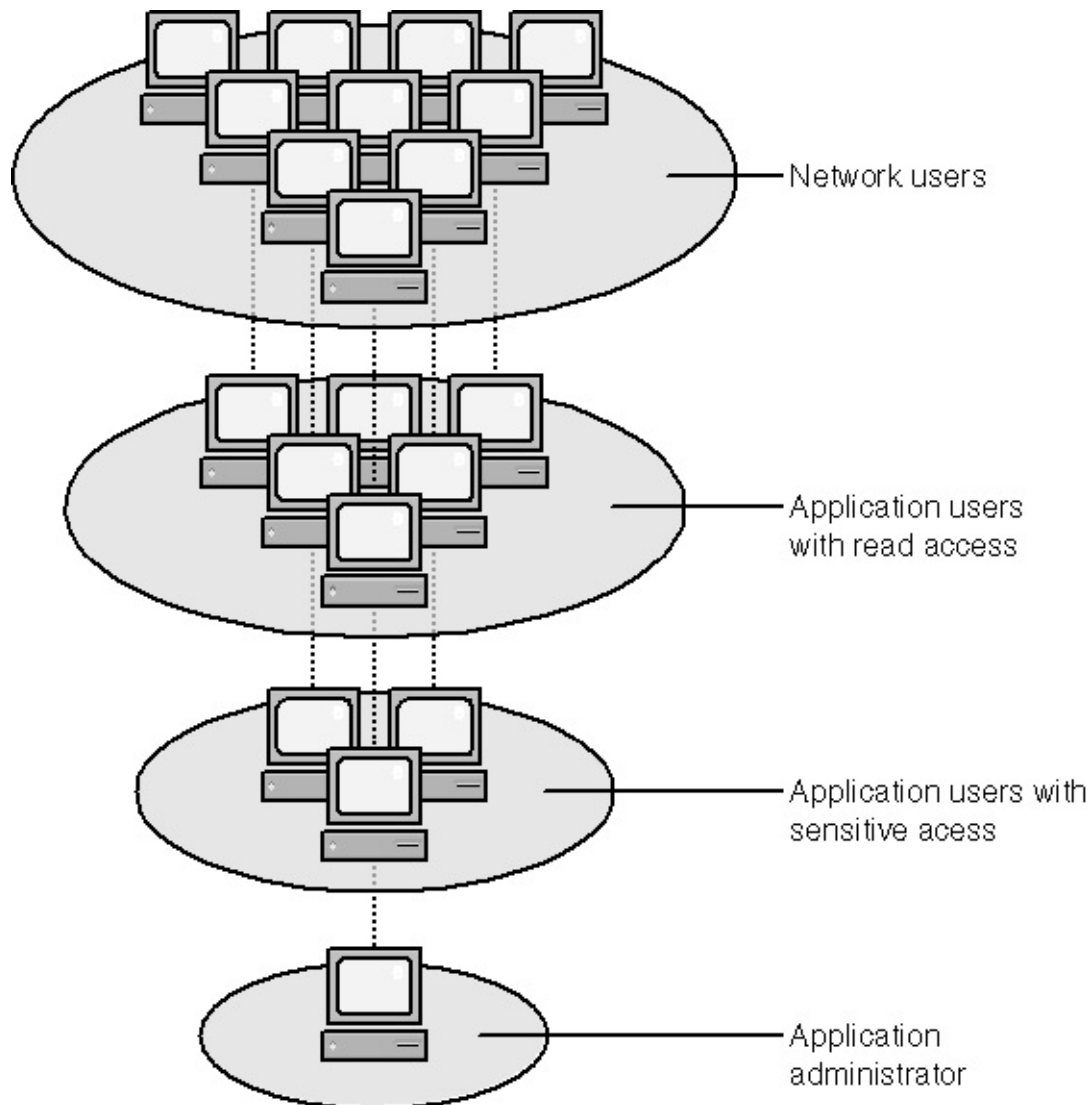 Network users
Application users
with read access
Application users with
sensitive acess
Application
administrator